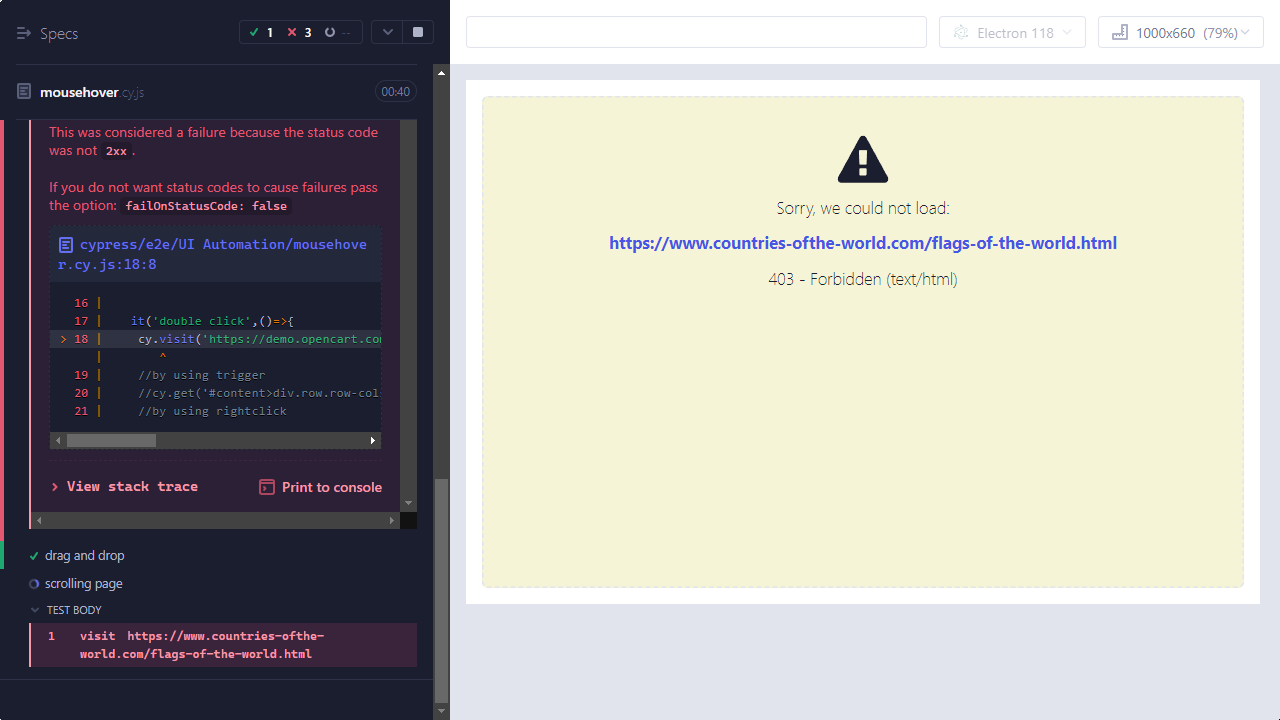 Specs
1
3
--
mousehover.cy.js
00:40
This was considered a failure because the status code
was not 2xx.
If you do not want status codes to cause failures pass
the option: failOnStatusCode: false
cypress/e2e/UI Automation/mousehove
r.cy.js:18:8
16 |
17 | it('double click',()=>{
> 18 | cy.visit('https://demo.opencart.co
| ^
19 | //by using trigger
20 | //cy.get('#content>div.row.row-col
21 | //by using rightclick
> View stack trace
Print to console
drag and drop
scrolling page
TEST BODY
1 visit https://www.countries-ofthe-
world.com/flags-of-the-world.html
Electron 118
1000x660 (79%)
Sorry, we could not load:
https://www.countries-ofthe-world.com/flags-of-the-world.html
403 - Forbidden (text/html)